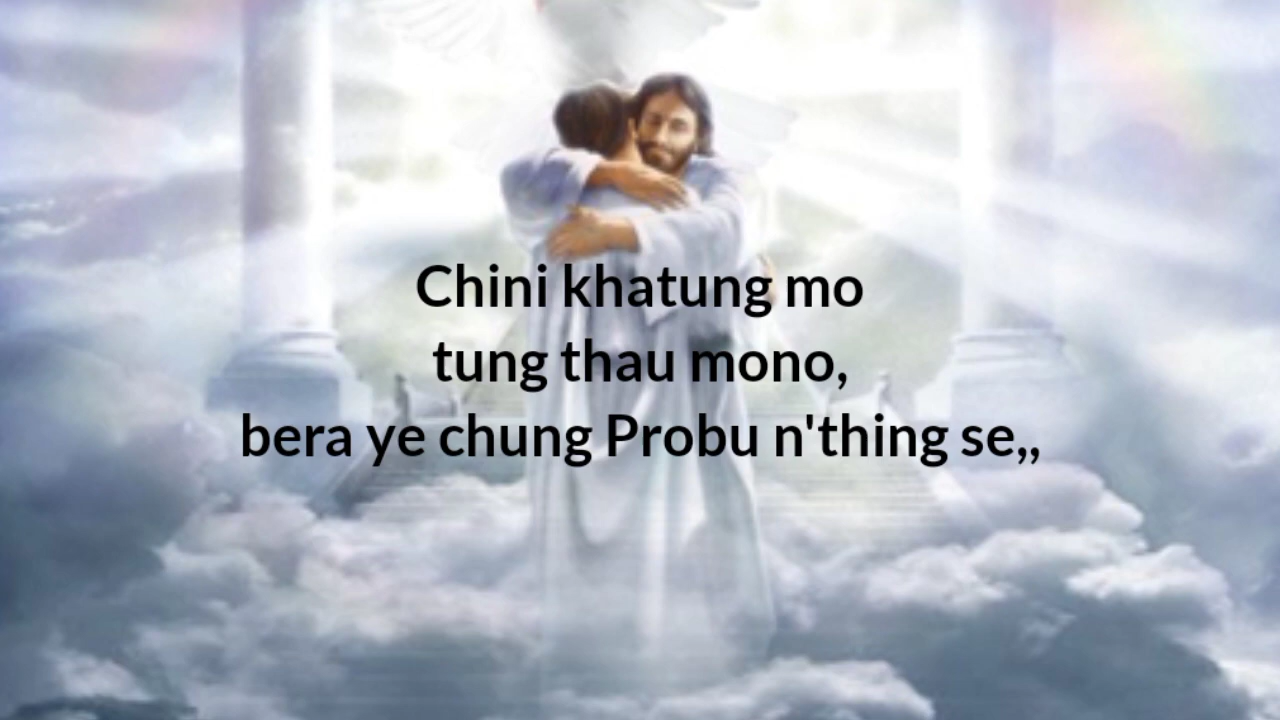 Chini khatung mo
tung thau mono,
bera ye chung Probu n'thing se,,